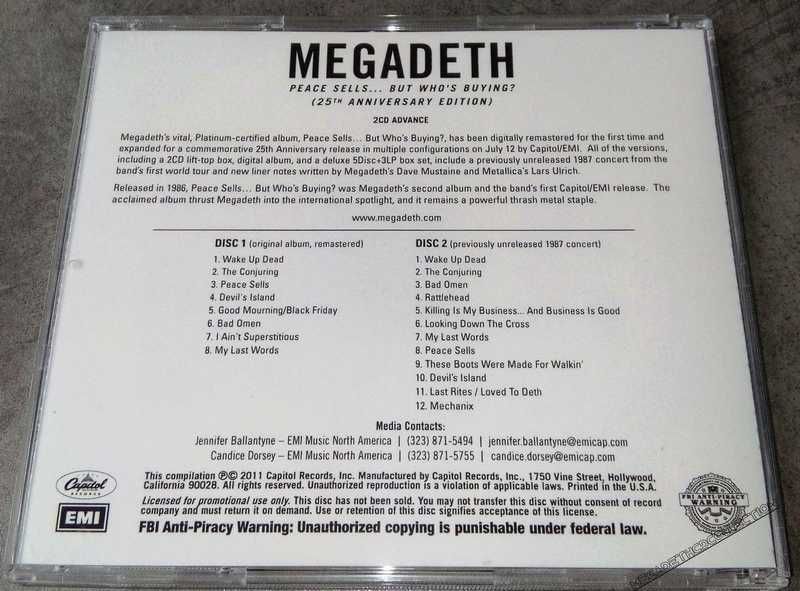 MEGADETH
PEACE SELLS... BUT WHO'S BUYING?
(25TH ANNIVERSARY EDITION)
2CD ADVANCE
Megadeth's vital, Platinum-certified album, Peace Sells... But Who's Buying?, has been digitally remastered for the first time and
expanded for a commemorative 25th Anniversary release in multiple configurations on July 12 by Capitol/EMI. All of the versions,
including a 2CD lift-top box, digital album, and a deluxe 5Disc+3LP box set, include a previously unreleased 1987 concert from the
band's first world tour and new liner notes written by Megadeth's Dave Mustaine and Metallica's Lars Ulrich.
Released in 1986, Peace Sells... But Who's Buying? was Megadeth's second album and the band's first Capitol/EMI release. The
acclaimed album thrust Megadeth into the international spotlight, and it remains a powerful thrash metal staple.
www.megadeth.com
DISC 1 (original album, remastered)
1. Wake Up Dead
2. The Conjuring
3. Peace Sells
4. Devil's Island
5. Good Mourning/Black Friday
6. Bad Omen
7. I Ain't Superstitious
8. My Last Words
DISC 2 (previously unreleased 1987 concert)
1. Wake Up Dead
2. The Conjuring
3. Bad Omen
4. Rattlehead
5. Killing Is My Business... And Business Is Good
6. Looking Down The Cross
7. My Last Words
8. Peace Sells
9. These Boots Were Made For Walkin'
10. Devil's Island
11. Last Rites / Loved To Deth
12. Mechanix
Media Contacts:
Jennifer Ballantyne – EMI Music North America | (323) 871-5494 | jennifer.ballantyne@emicap.com
Candice Dorsey – EMI Music North America | (323) 871-5755 | candice.dorsey@emicap.com
This compilation ℗© 2011 Capitol Records, Inc. Manufactured by Capitol Records, Inc., 1750 Vine Street, Hollywood,
California 90028. All rights reserved. Unauthorized reproduction is a violation of applicable laws. Printed in the U.S.A.
Licensed for promotional use only. This disc has not been sold. You may not transfer this disc without consent of record
company and must return it on demand. Use or retention of this disc signifies acceptance of this license.
FBI Anti-Piracy Warning: Unauthorized copying is punishable under federal law.
Capitol
RECORDS
EMI
FBI ANTI-PIRACY
WARNING
MEGADETHCDCOLLECTION